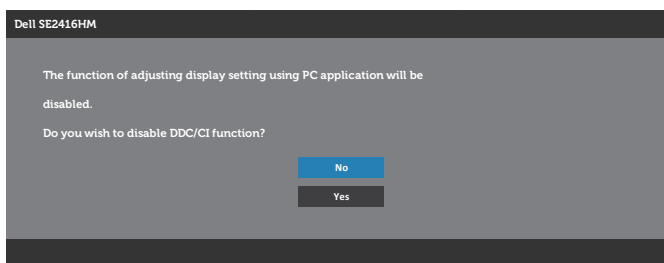 Dell SE2416HM
The function of adjusting display setting using PC application will be
disabled.
Do you wish to disable DDC/CI function?
No
Yes